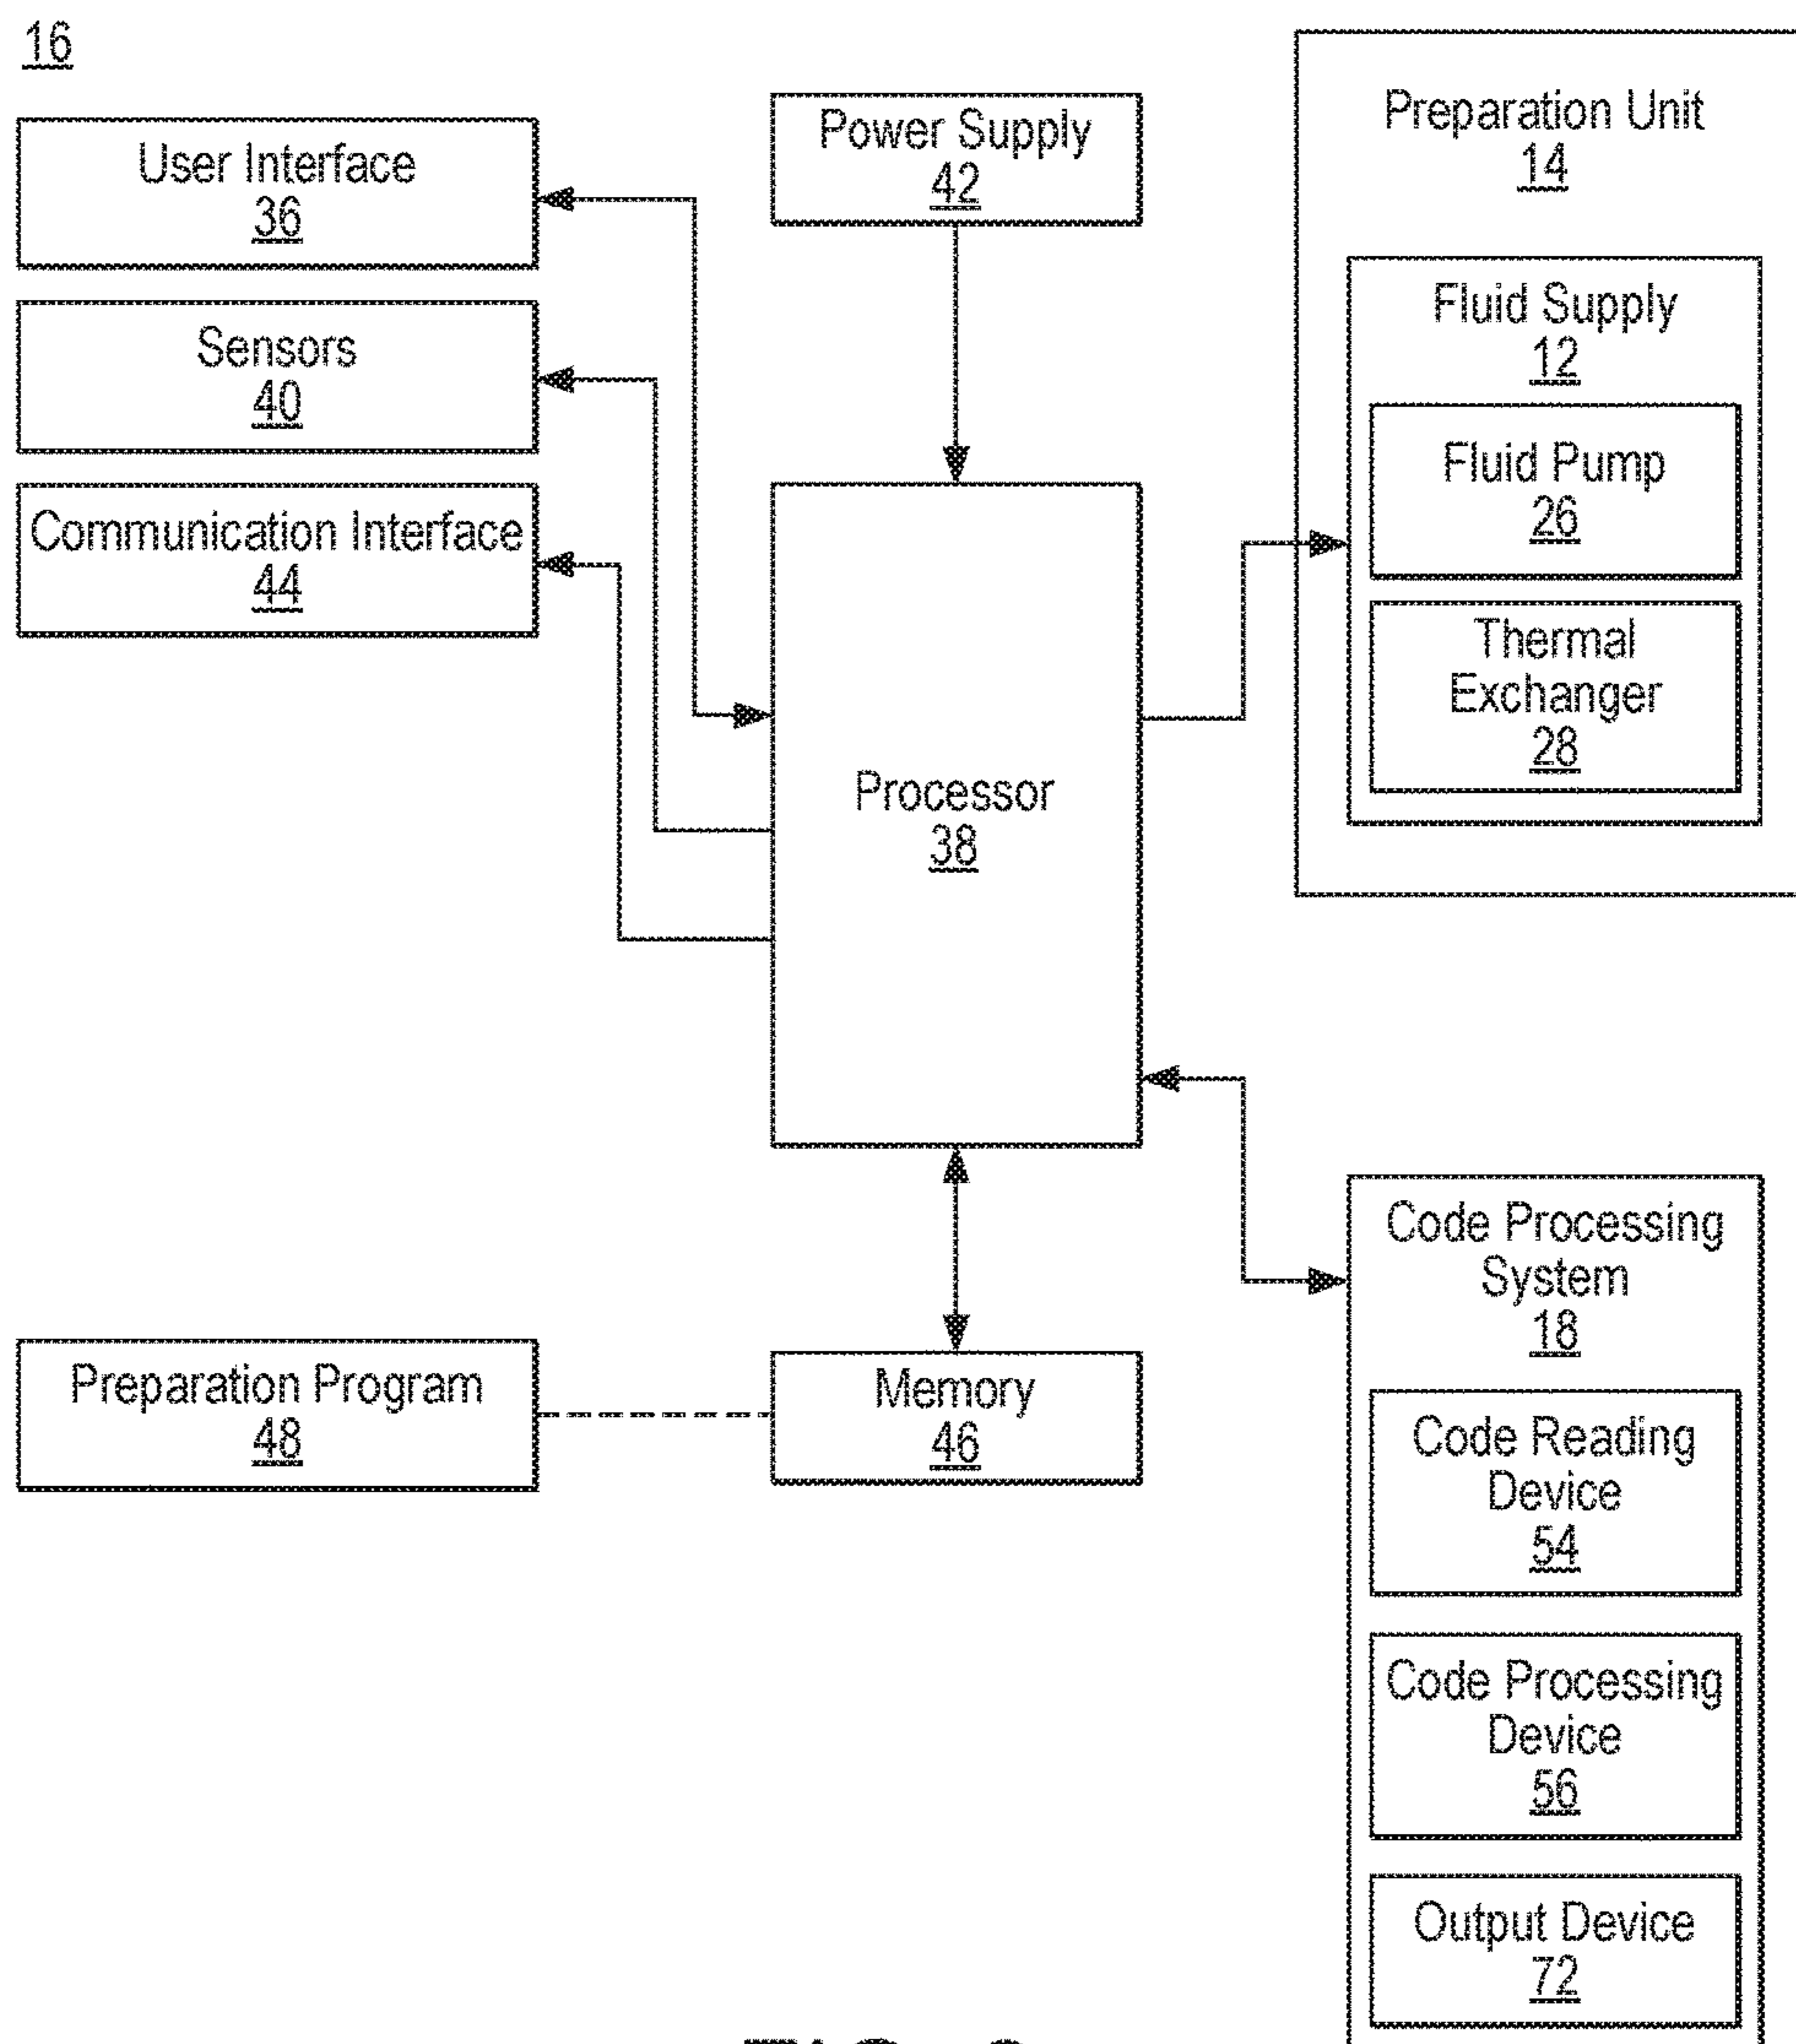 16
User Interface
36
Sensors
40
Communication Interface
44
Power Supply
42
Processor
38
Preparation Unit
14
Fluid Supply
12
Fluid Pump
26
Thermal
Exchanger
28
Preparation Program
48
Memory
46
Code Processing
System
18
Code Reading
Device
54
Code Processing
Device
56
Output Device
72